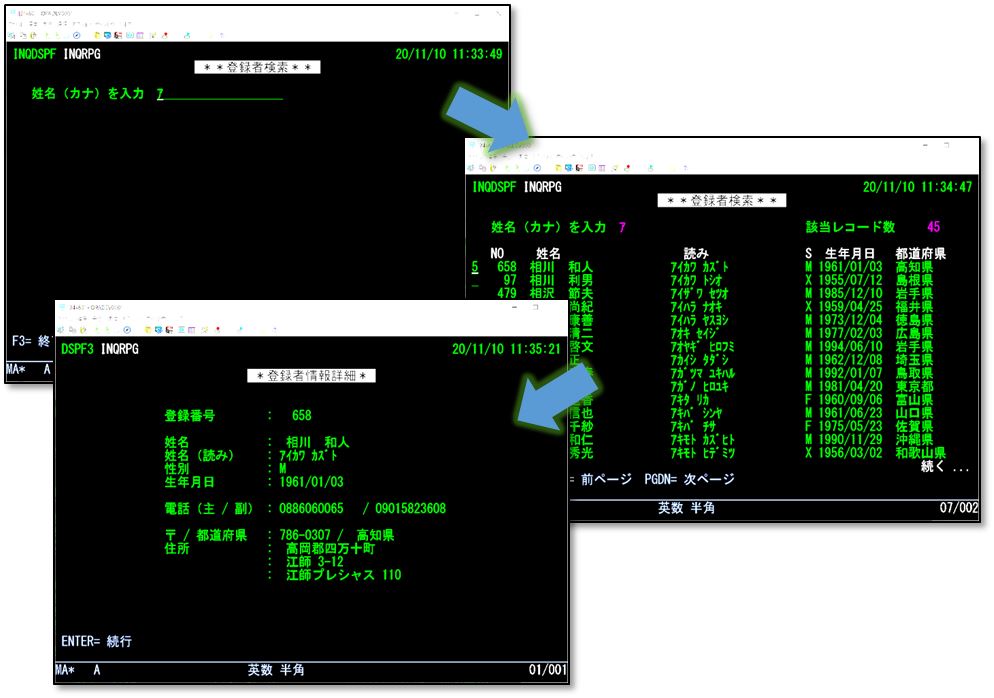 INQDSPF INQRPG 20/11/10 11:33:49
＊＊登録者検索＊＊
姓名（カナ）を入力 ｱ
F3= 終
MA* A
INQDSPF INQRPG 20/11/10 11:34:47
＊＊登録者検索＊＊
姓名（カナ）を入力 ｱ 該当レコード数 45
NO 姓名 読み S 生年月日 都道府県
5 658 相川 和人 ｱｲｶﾜ ｶｽﾞﾄ M 1961/01/03 高知県
97 相川 利男 ｱｲｶﾜ ﾄｼｵ X 1955/07/12 島根県
479 相沢 節夫 ｱｲｻﾞﾜ ｾﾂｵ M 1985/12/10 岩手県
尚紀 ｱｲﾊﾗ ﾅｵｷ X 1959/04/25 福井県
康善 ｱｲﾊﾗ ﾔｽﾖｼ M 1973/12/04 徳島県
清二 ｱｵｷ ｾｲｼﾞ M 1977/02/03 広島県
啓文 ｱｵﾔｷﾞ ﾋﾛﾌﾐ M 1994/06/10 岩手県
正 ｱｶｲｼ ﾀﾀﾞｼ M 1962/12/08 埼玉県
ｱｶﾞﾂﾏ ﾕｷﾊﾙ M 1992/01/07 鳥取県
ｱｶﾞﾉ ﾋﾛﾕｷ M 1981/04/20 東京都
ｱｷﾀ ﾘｶ F 1960/09/06 富山県
信也 ｱｷﾊﾞ ｼﾝﾔ M 1961/06/23 山口県
千紗 ｱｷﾊﾞ ﾁｻ F 1975/05/23 佐賀県
和仁 ｱｷﾓﾄ ｶｽﾞﾋﾄ M 1990/11/29 沖縄県
秀光 ｱｷﾓﾄ ﾋﾃﾞﾐﾂ X 1956/03/02 和歌山県
続く ...
= 前ページ PGDN= 次ページ
英数 半角 07/002
DSPF3 INQRPG 20/11/10 11:35:21
＊登録者情報詳細＊
登録番号 : 658
姓名 : 相川 和人
姓名（読み） : ｱｲｶﾜ ｶｽﾞﾄ
性別 : M
生年月日 : 1961/01/03
電話（主 / 副） : 0886060065 / 09015823608
〒 / 都道府県 : 786-0307 / 高知県
住所 : 高岡郡四万十町
: 江師 3-12
: 江師プレシャス 110
ENTER= 続行
MA* A 英数 半角 01/001